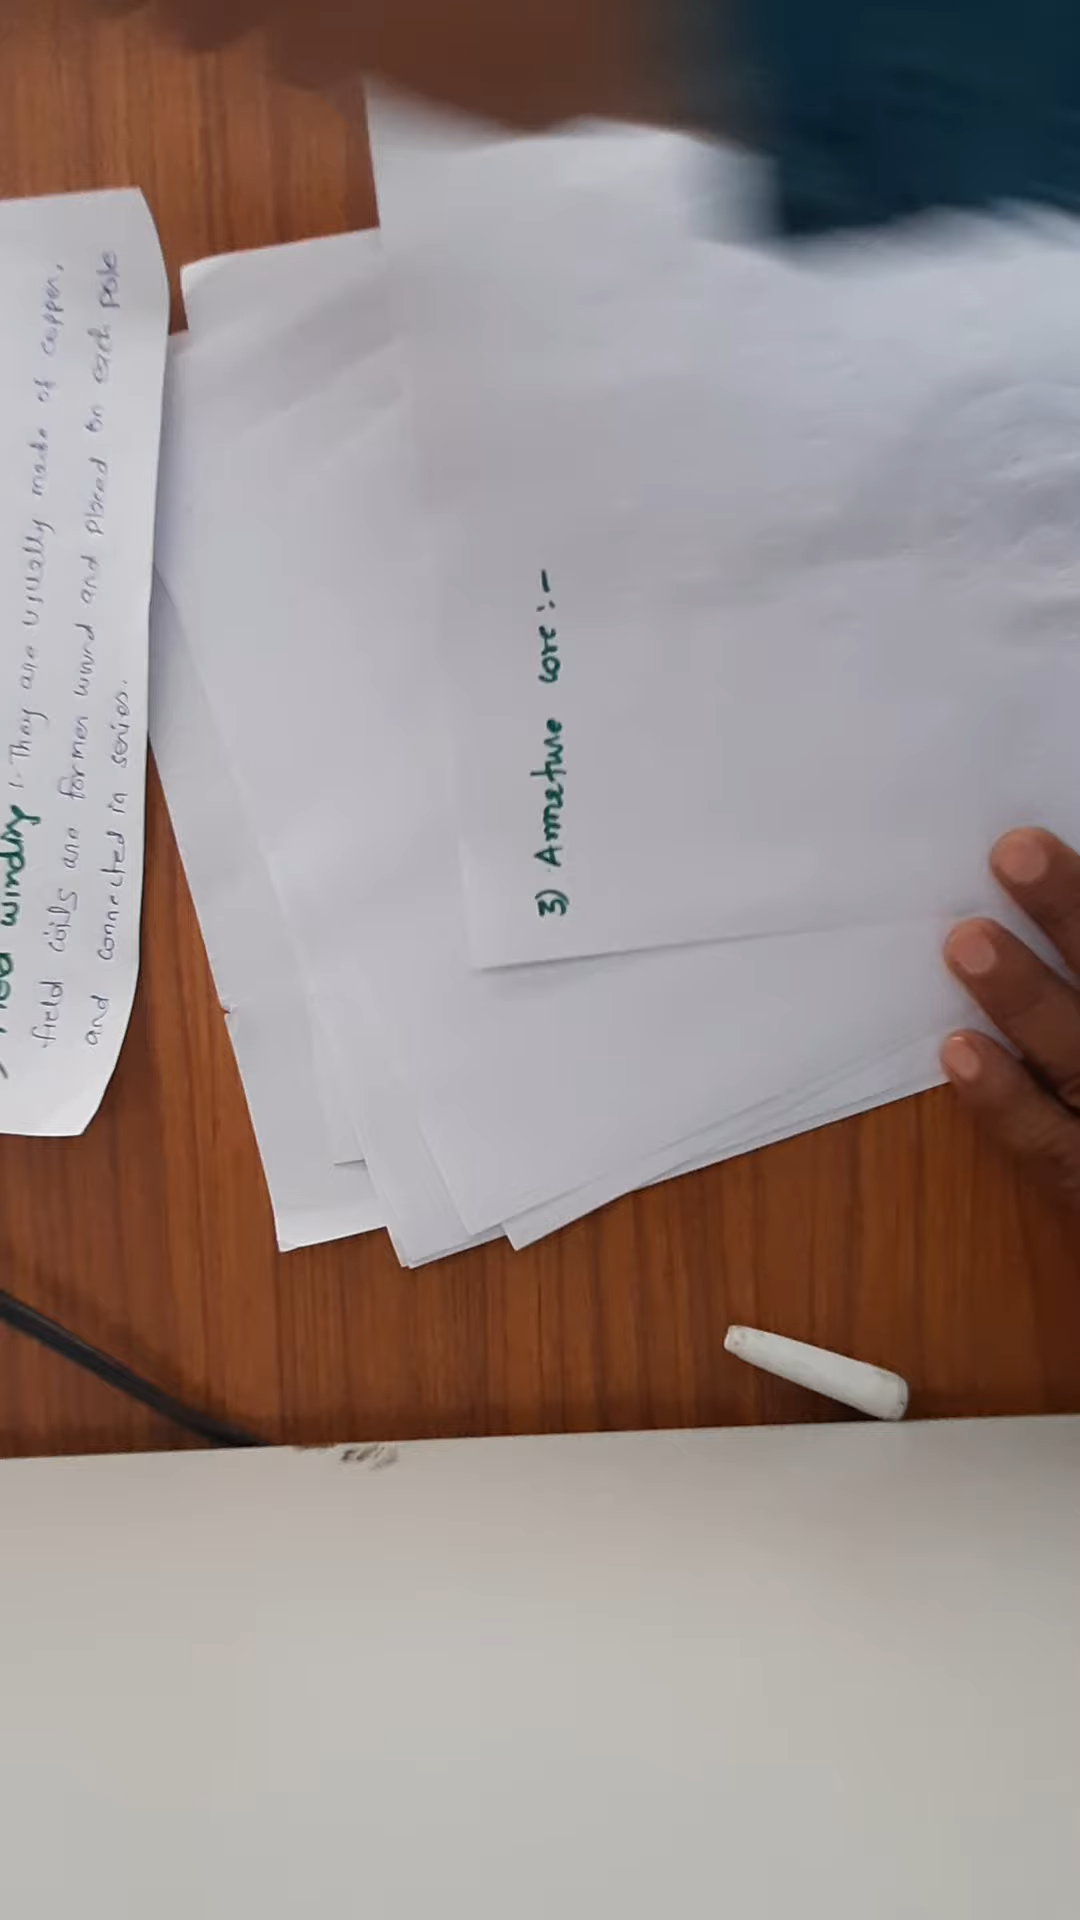 winding :- They are usually made of copper,
field coils are former wound and placed on each pole
and connected in series.
3) Armeture core :-